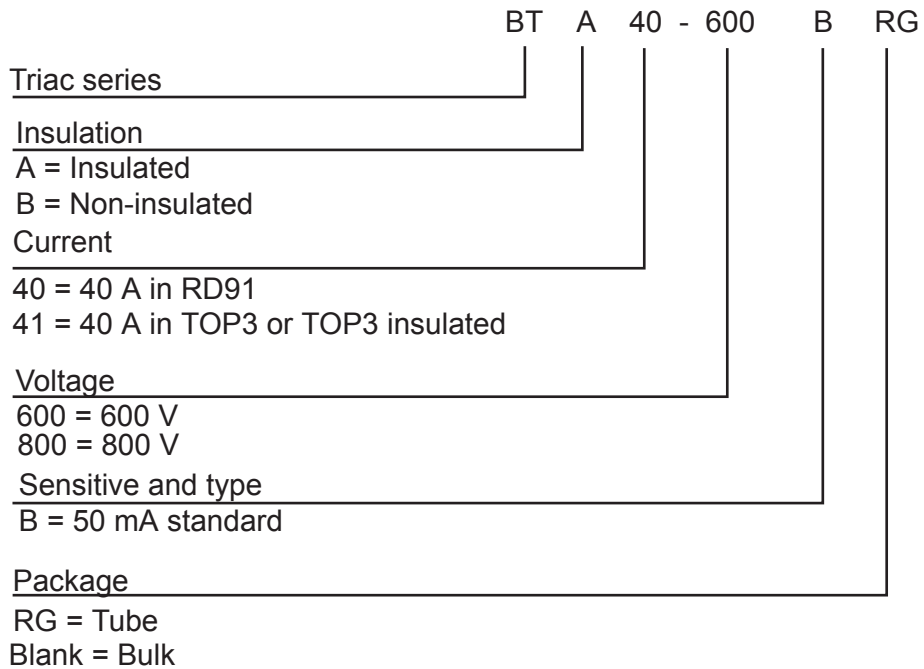 BT A 40 - 600 B RG
Triac series
Insulation
A = Insulated
B = Non-insulated
Current
40 = 40 A in RD91
41 = 40 A in TOP3 or TOP3 insulated
Voltage
600 = 600 V
800 = 800 V
Sensitive and type
B = 50 mA standard
Package
RG = Tube
Blank = Bulk